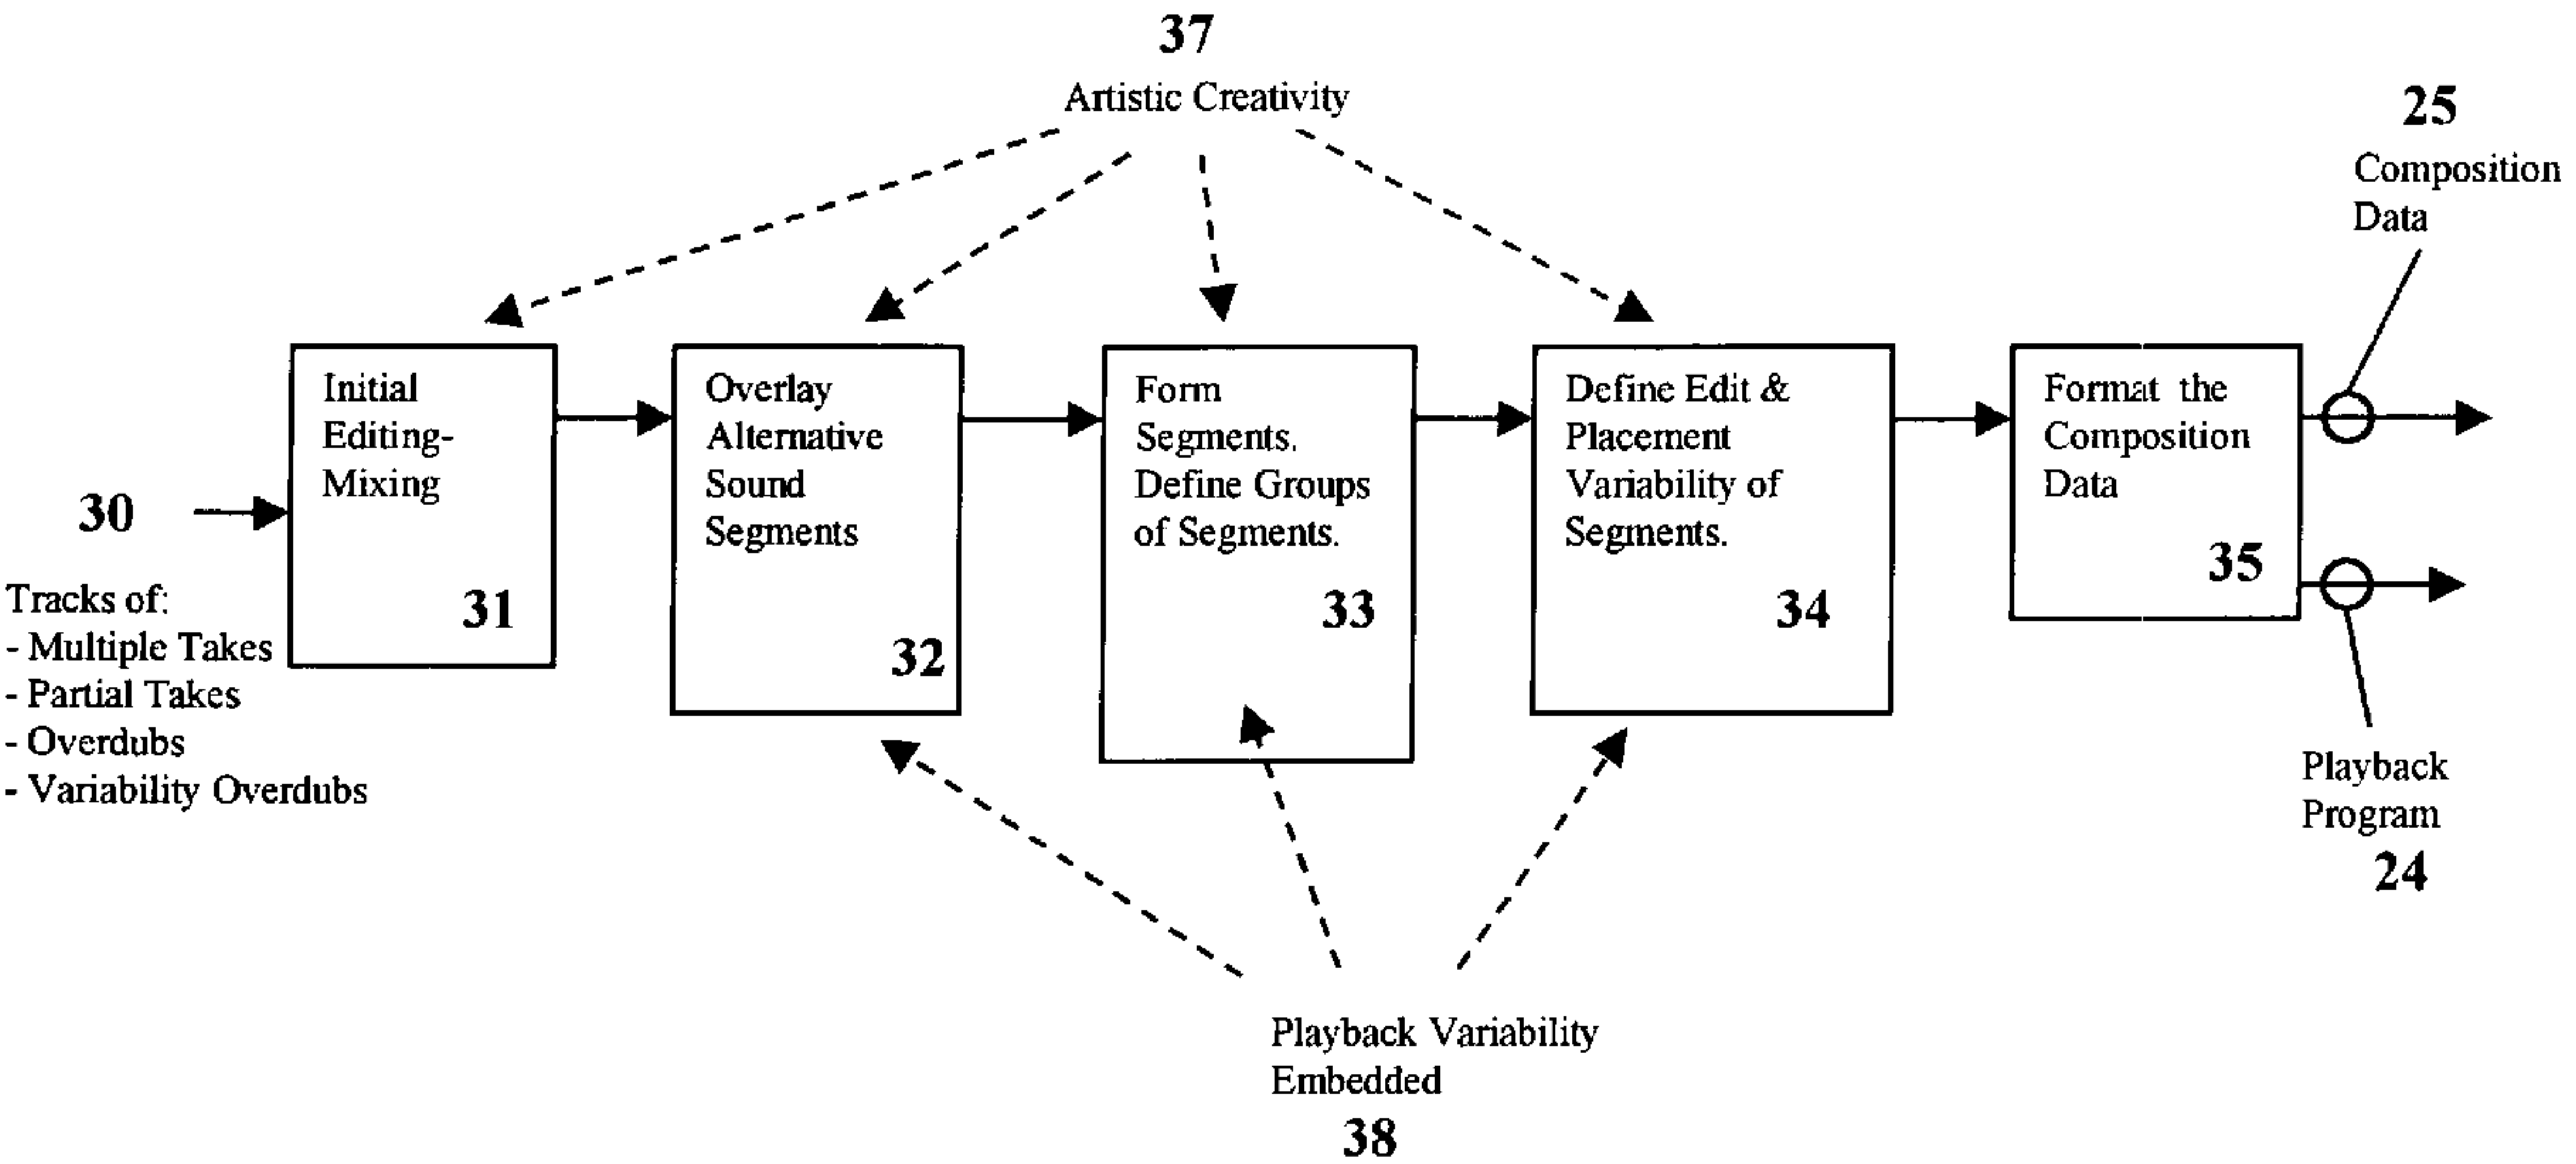 37
Artistic Creativity
25
Composition
Data
30
Tracks of:
- Multiple Takes
- Partial Takes
- Overdubs
- Variability Overdubs
Initial
Editing-
Mixing
31
Overlay
Alternative
Sound
Segments
32
Form
Segments.
Define Groups
of Segments.
33
Define Edit &
Placement
Variability of
Segments.
34
Format the
Composition
Data
35
Playback
Program
24
Playback Variability
Embedded
38